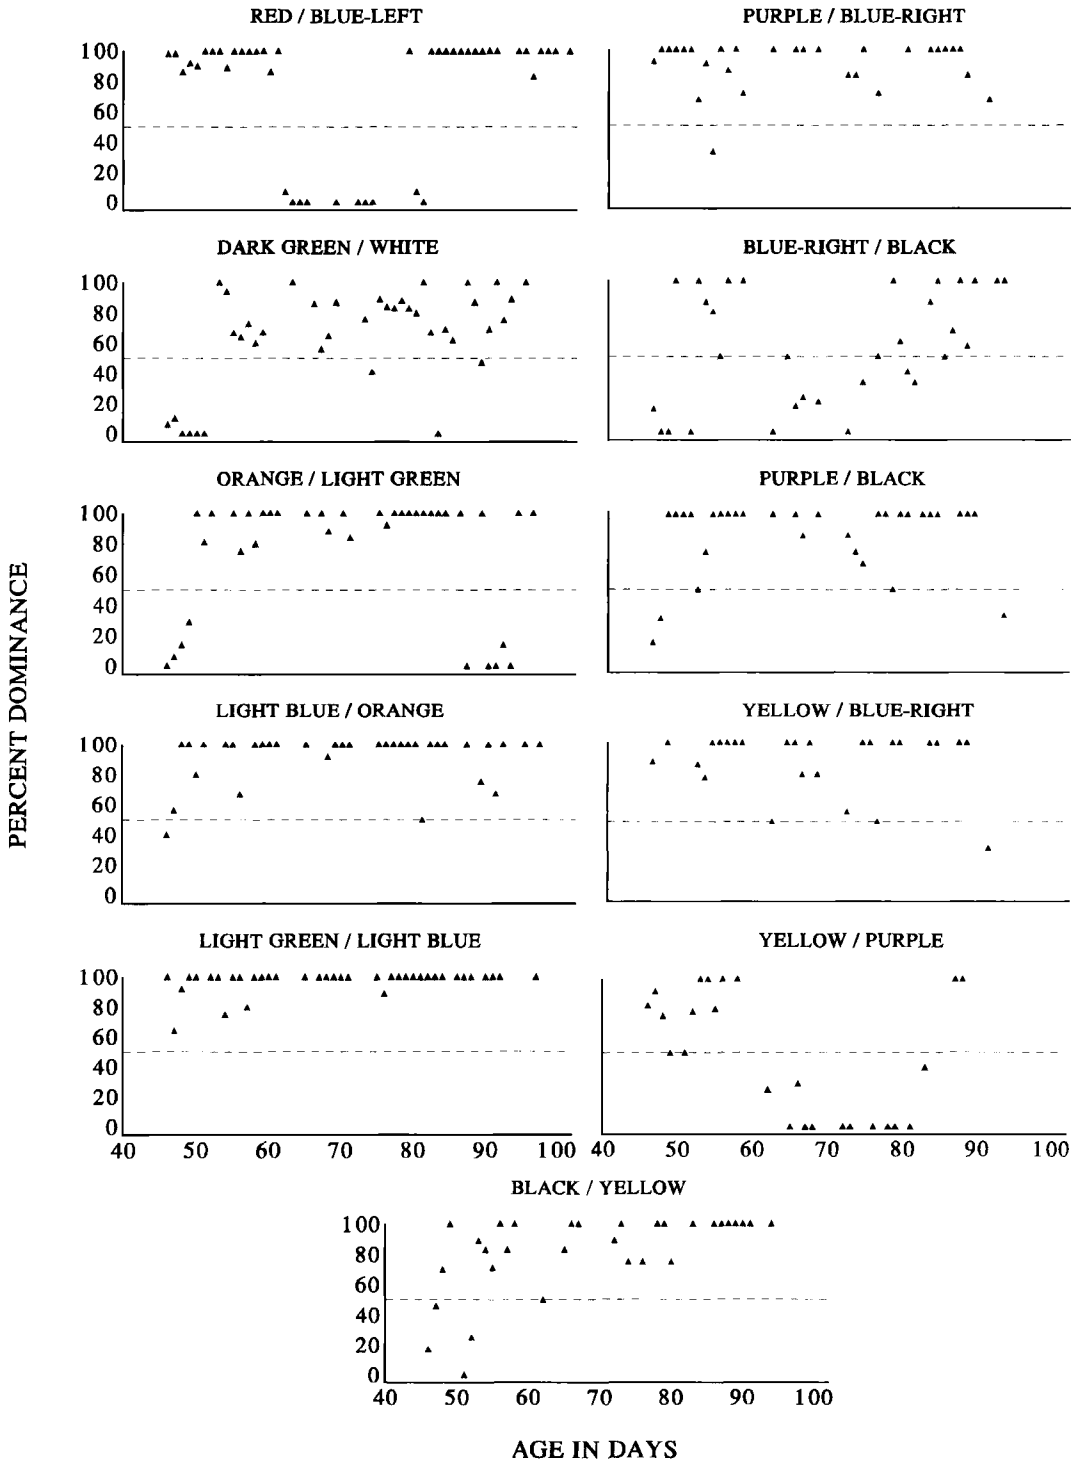 RED / BLUE-LEFT
PURPLE / BLUE-RIGHT
100
80
60
40
20
0
DARK GREEN / WHITE
BLUE-RIGHT / BLACK
100
80
60
40
20
0
ORANGE / LIGHT GREEN
PURPLE / BLACK
100
80
60
40
20
0
LIGHT BLUE / ORANGE
YELLOW / BLUE-RIGHT
100
80
60
40
20
0
LIGHT GREEN / LIGHT BLUE
YELLOW / PURPLE
100
80
60
40
20
0
40 50 60 70 80 90 100
40 50 60 70 80 90 100
BLACK / YELLOW
100
80
60
40
20
0
40 50 60 70 80 90 100
PERCENT DOMINANCE
AGE IN DAYS